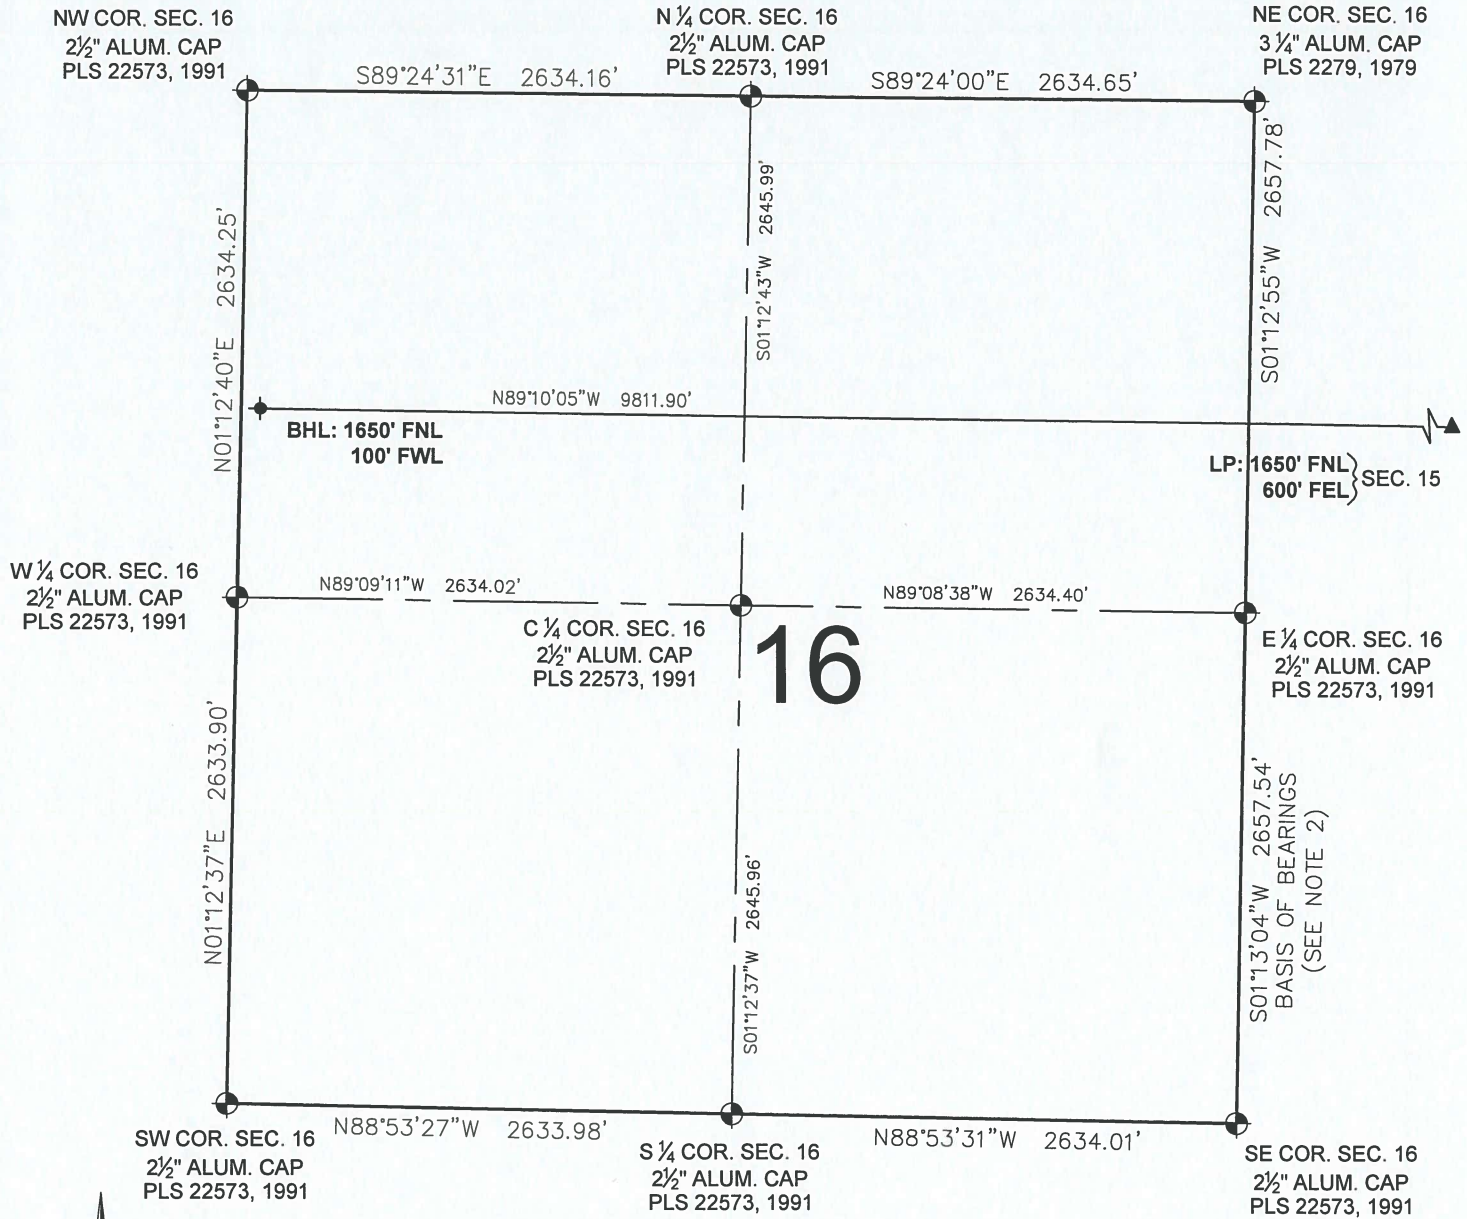 NW COR. SEC. 16
2½" ALUM. CAP
PLS 22573, 1991
N ¼ COR. SEC. 16
2½" ALUM. CAP
PLS 22573, 1991
NE COR. SEC. 16
3 ¼" ALUM. CAP
PLS 2279, 1979
S89°24'31"E 2634.16'
S89°24'00"E 2634.65'
N01°12'40"E 2634.25'
S01°12'43"W 2645.99'
S01°12'55"W 2657.78'
N89°10'05"W 9811.90'
BHL: 1650' FNL
100' FWL
LP: 1650' FNL
600' FEL
SEC. 15
W ¼ COR. SEC. 16
2½" ALUM. CAP
PLS 22573, 1991
N89°09'11"W 2634.02'
N89°08'38"W 2634.40'
C ¼ COR. SEC. 16
2½" ALUM. CAP
PLS 22573, 1991
16
E ¼ COR. SEC. 16
2½" ALUM. CAP
PLS 22573, 1991
N01°12'37"E 2633.90'
S01°12'37"W 2645.96'
S01°13'04"W 2657.54'
BASIS OF BEARINGS
(SEE NOTE 2)
N88°53'27"W 2633.98'
N88°53'31"W 2634.01'
SW COR. SEC. 16
2½" ALUM. CAP
PLS 22573, 1991
S ¼ COR. SEC. 16
2½" ALUM. CAP
PLS 22573, 1991
SE COR. SEC. 16
2½" ALUM. CAP
PLS 22573, 1991